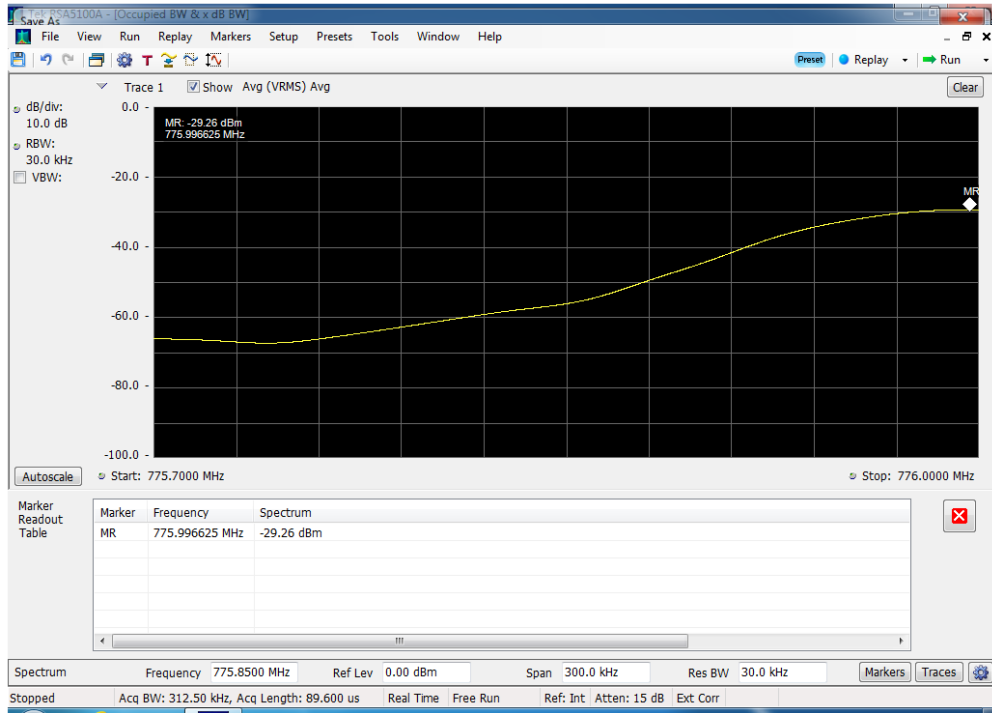 Tek RSA5100A - [Occupied BW & x dB BW]
Save As
File View Run Replay Markers Setup Presets Tools Window Help
T Preset Replay Run
Trace 1 Show Avg (VRMS) Avg Clear
dB/div:
10.0 dB
RBW:
30.0 kHz
VBW:
0.0
MR: -29.26 dBm
775.996625 MHz
-20.0
MR
-40.0
-60.0
-80.0
-100.0
Autoscale Start: 775.7000 MHz Stop: 776.0000 MHz
Marker
Readout
Table
Marker Frequency Spectrum
MR 775.996625 MHz -29.26 dBm
Spectrum Frequency 775.8500 MHz Ref Lev 0.00 dBm Span 300.0 kHz Res BW 30.0 kHz Markers Traces
Stopped Acq BW: 312.50 kHz, Acq Length: 89.600 us Real Time Free Run Ref: Int Atten: 15 dB Ext Corr